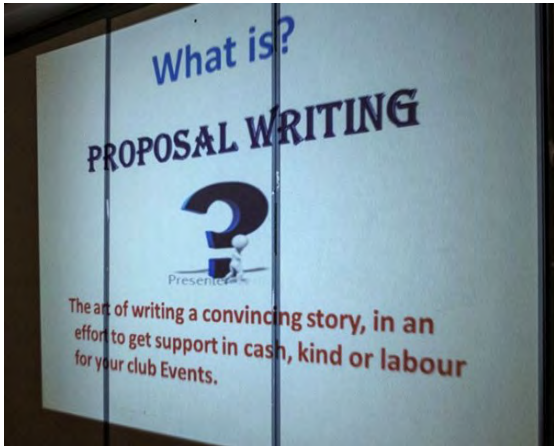 What is?
PROPOSAL WRITING
Presenter
The art of writing a convincing story, in an
effort to get support in cash, kind or labour
for your club Events.